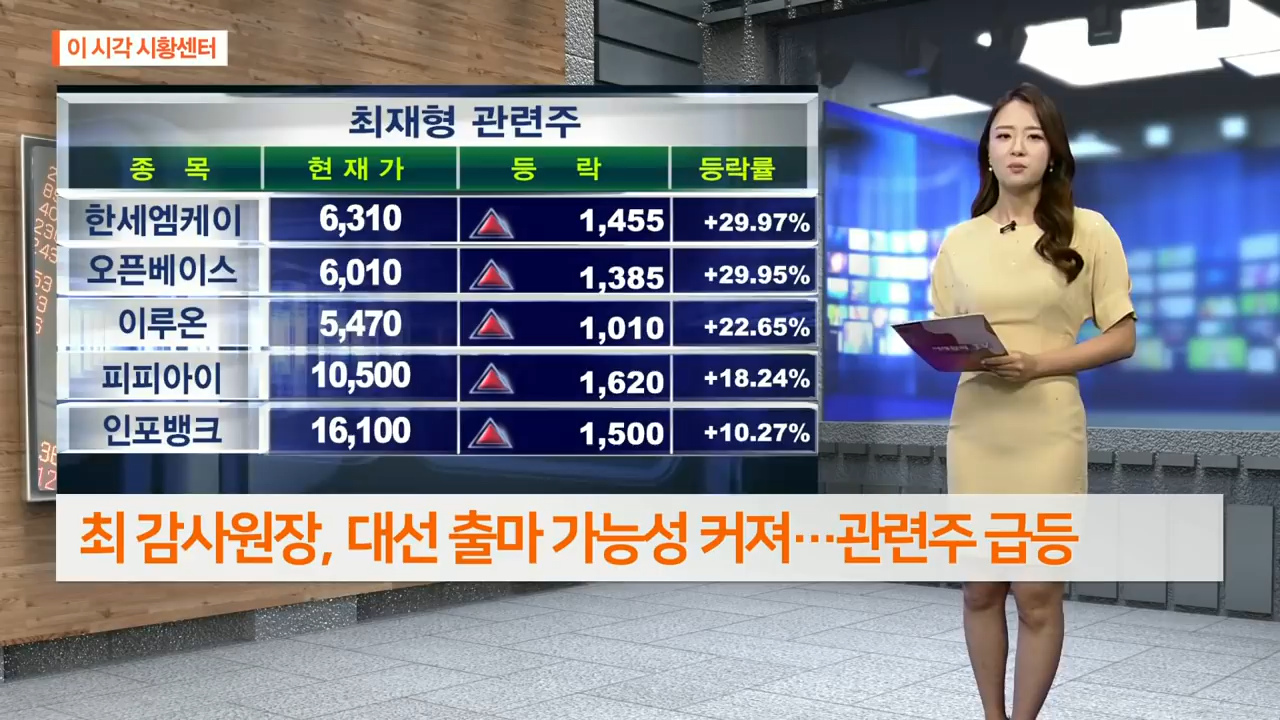 이 시각 시황센터
최재형 관련주
종 목 현 재 가 등 락 등락률
한세엠케이 6,310 ▲ 1,455 +29.97%
오픈베이스 6,010 ▲ 1,385 +29.95%
이루온 5,470 ▲ 1,010 +22.65%
피피아이 10,500 ▲ 1,620 +18.24%
인포뱅크 16,100 ▲ 1,500 +10.27%
최 감사원장, 대선 출마 가능성 커져…관련주 급등